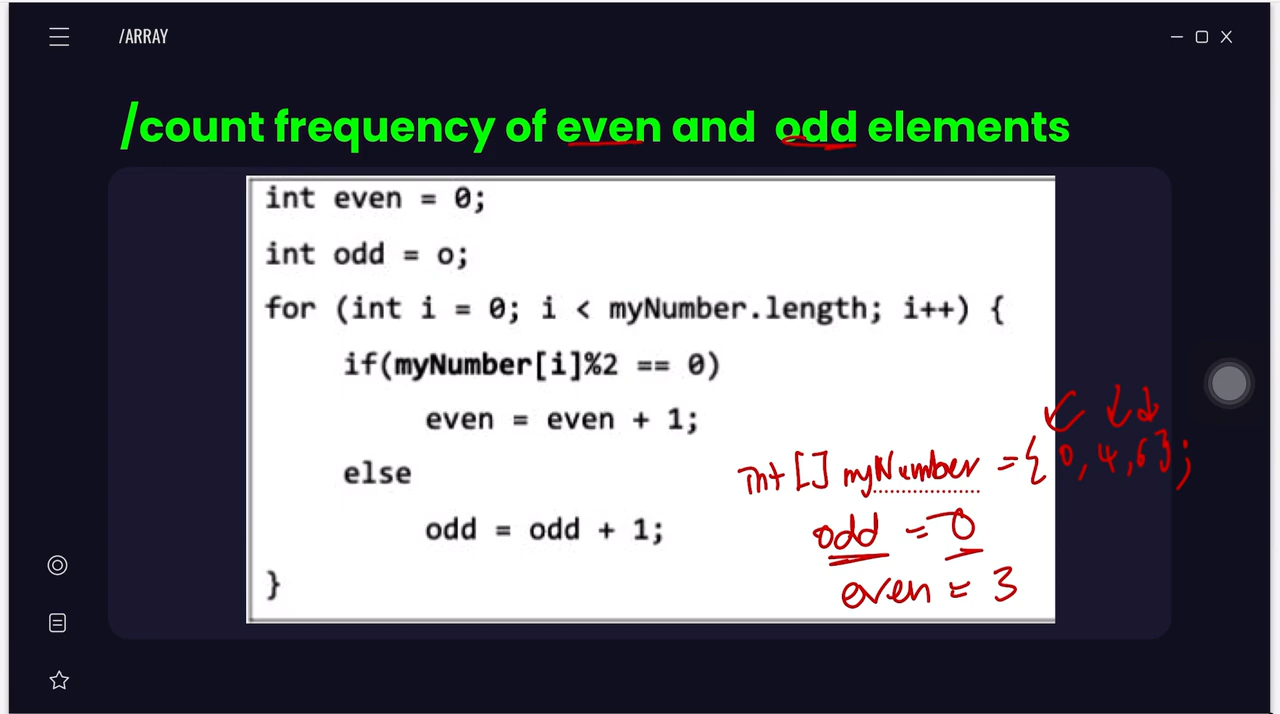 /ARRAY
/count frequency of even and odd elements
int even = 0;
int odd = o;
for (int i = 0; i < myNumber.length; i++) {
if(myNumber[i]%2 == 0)
even = even + 1;
else
odd = odd + 1;
}
int [] myNumber = { 0, 4, 6 };
odd = 0
even = 3